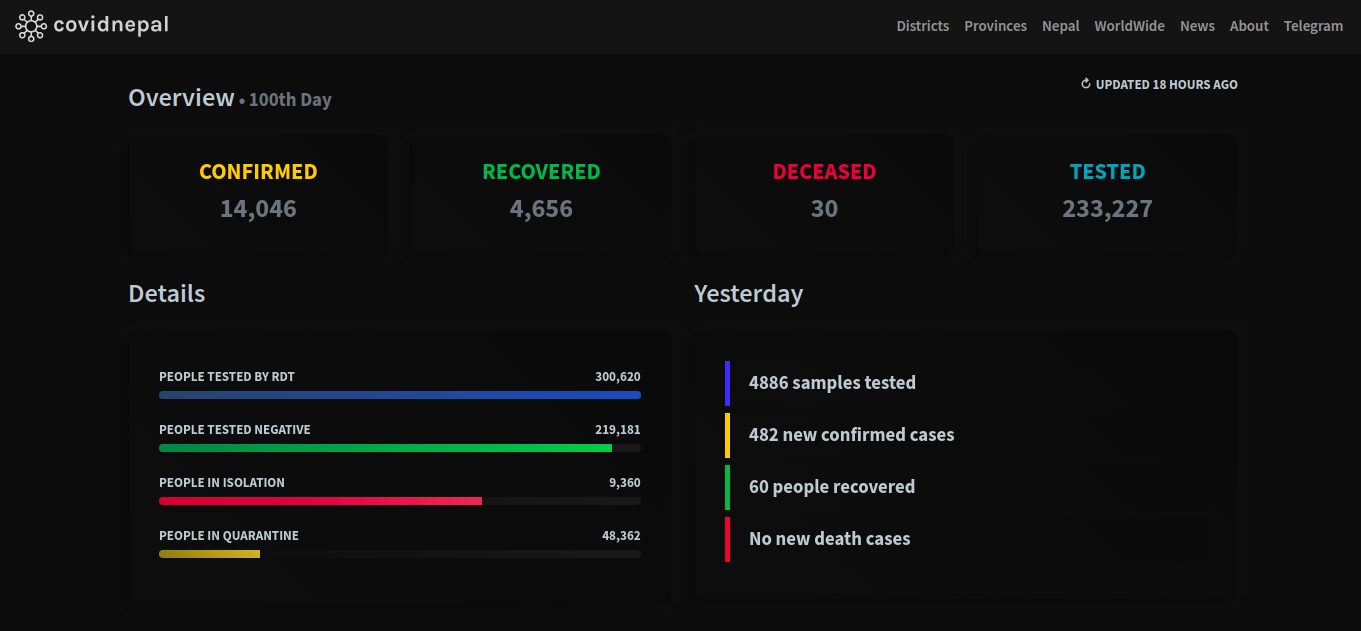 covidnepal
Districts Provinces Nepal WorldWide News About Telegram
UPDATED 18 HOURS AGO
Overview • 100th Day
CONFIRMED
14,046
RECOVERED
4,656
DECEASED
30
TESTED
233,227
Details
PEOPLE TESTED BY RDT 300,620
PEOPLE TESTED NEGATIVE 219,181
PEOPLE IN ISOLATION 9,360
PEOPLE IN QUARANTINE 48,362
Yesterday
4886 samples tested
482 new confirmed cases
60 people recovered
No new death cases